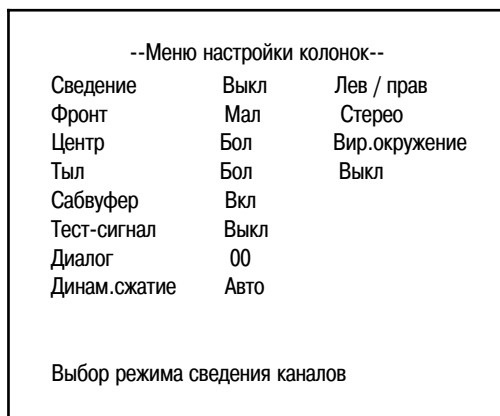 --Меню настройки колонок--
Сведение Выкл Лев / прав
Фронт Мал Стерео
Центр Бол Вир.окружение
Тыл Бол Выкл
Сабвуфер Вкл
Тест-сигнал Выкл
Диалог 00
Динам.сжатие Авто
Выбор режима сведения каналов